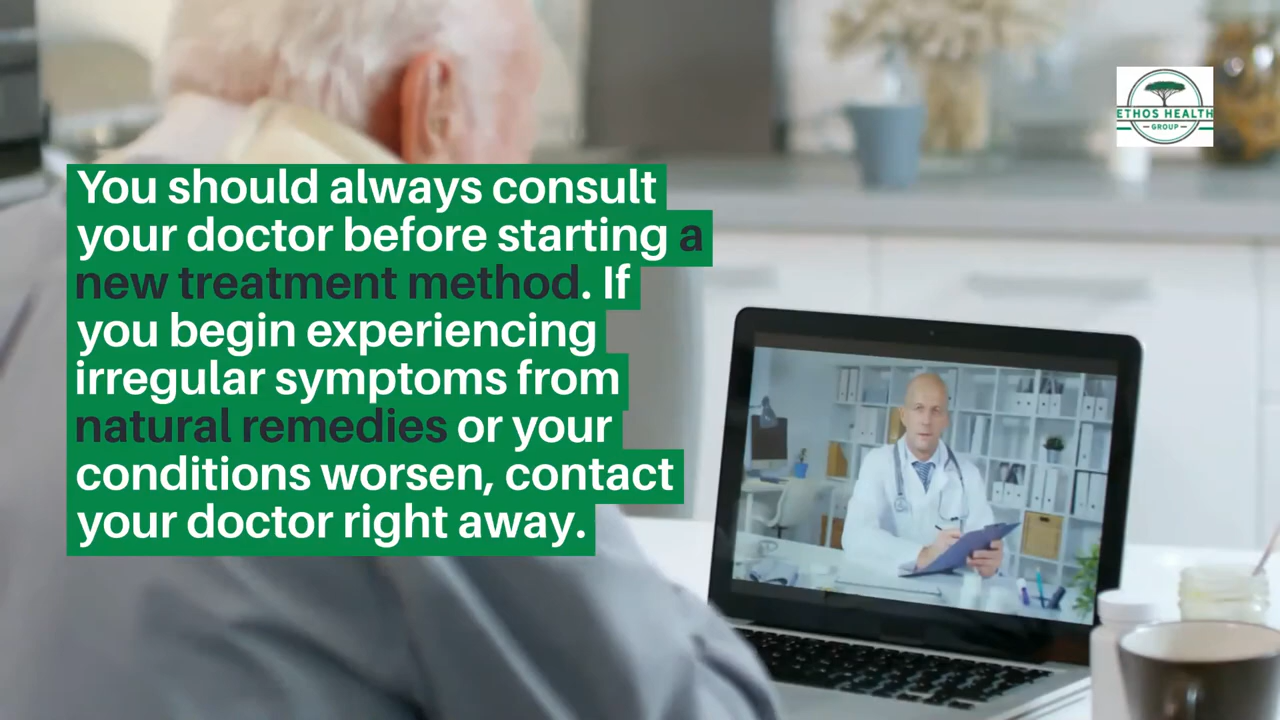 ETHOS HEALTH
GROUP
You should always consult
your doctor before starting a
new treatment method. If
you begin experiencing
irregular symptoms from
natural remedies or your
conditions worsen, contact
your doctor right away.